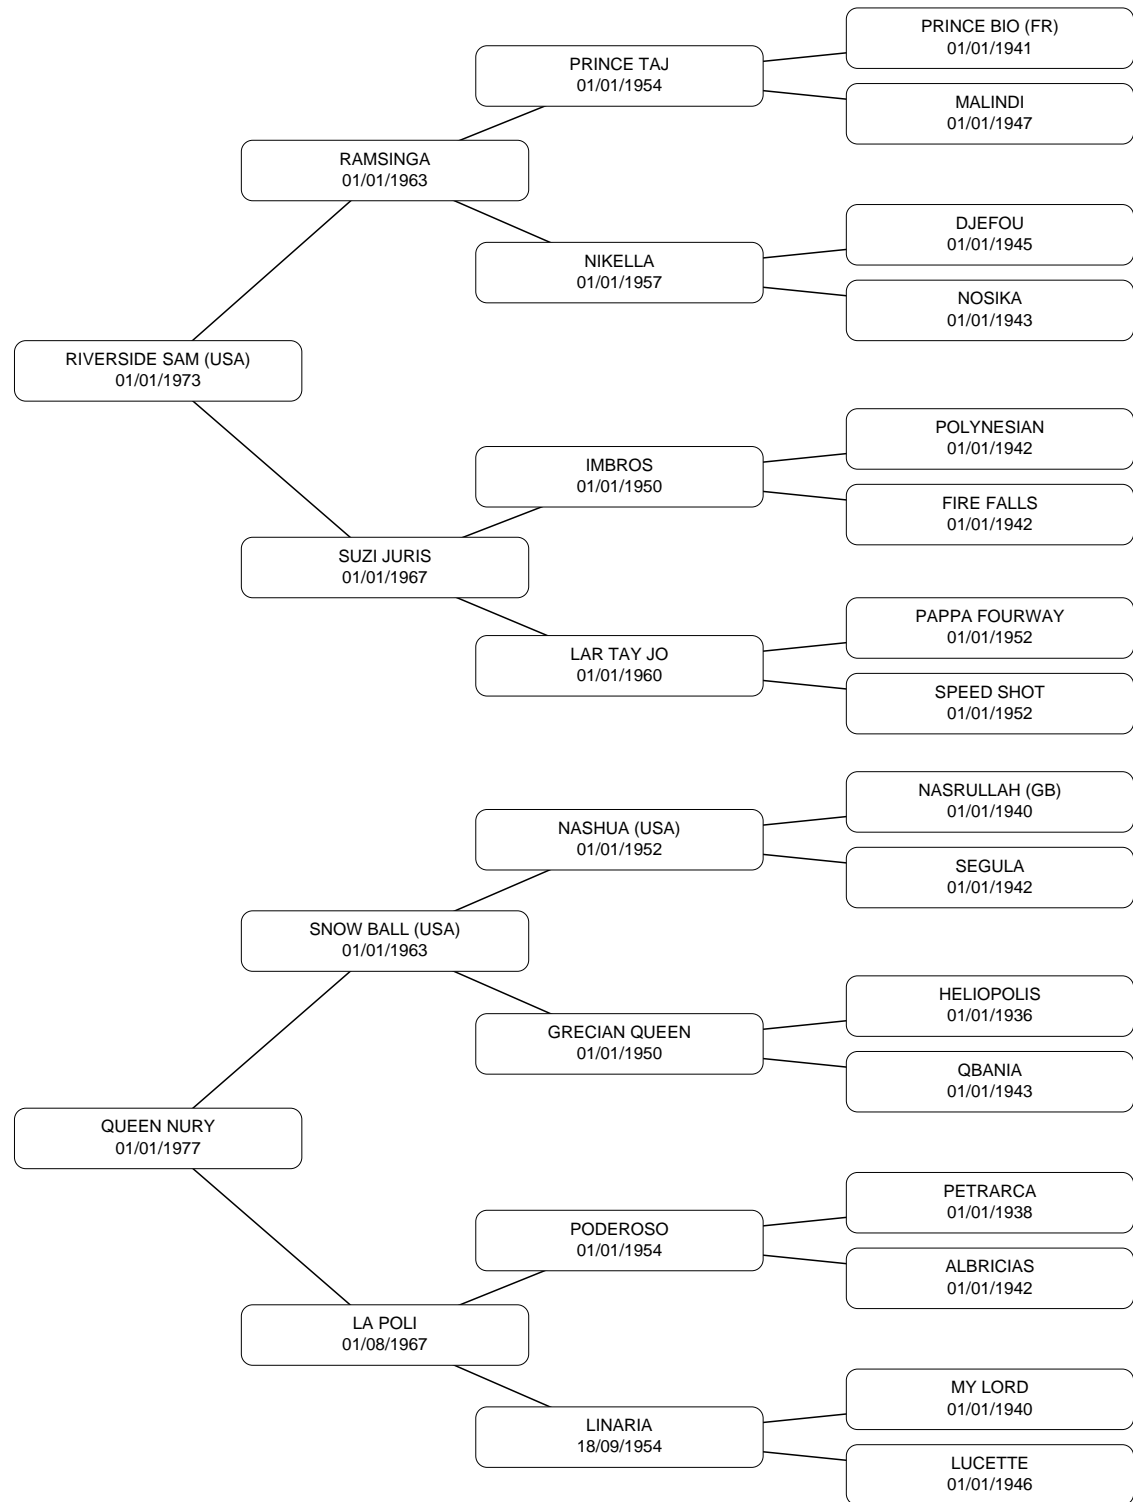 PRINCE BIO (FR)
01/01/1941
PRINCE TAJ
01/01/1954
MALINDI
01/01/1947
RAMSINGA
01/01/1963
DJEFOU
01/01/1945
NIKELLA
01/01/1957
NOSIKA
01/01/1943
RIVERSIDE SAM (USA)
01/01/1973
POLYNESIAN
01/01/1942
IMBROS
01/01/1950
FIRE FALLS
01/01/1942
SUZI JURIS
01/01/1967
PAPPA FOURWAY
01/01/1952
LAR TAY JO
01/01/1960
SPEED SHOT
01/01/1952
NASRULLAH (GB)
01/01/1940
NASHUA (USA)
01/01/1952
SEGULA
01/01/1942
SNOW BALL (USA)
01/01/1963
HELIOPOLIS
01/01/1936
GRECIAN QUEEN
01/01/1950
QBANIA
01/01/1943
QUEEN NURY
01/01/1977
PETRARCA
01/01/1938
PODEROSO
01/01/1954
ALBRICIAS
01/01/1942
LA POLI
01/08/1967
MY LORD
01/01/1940
LINARIA
18/09/1954
LUCETTE
01/01/1946